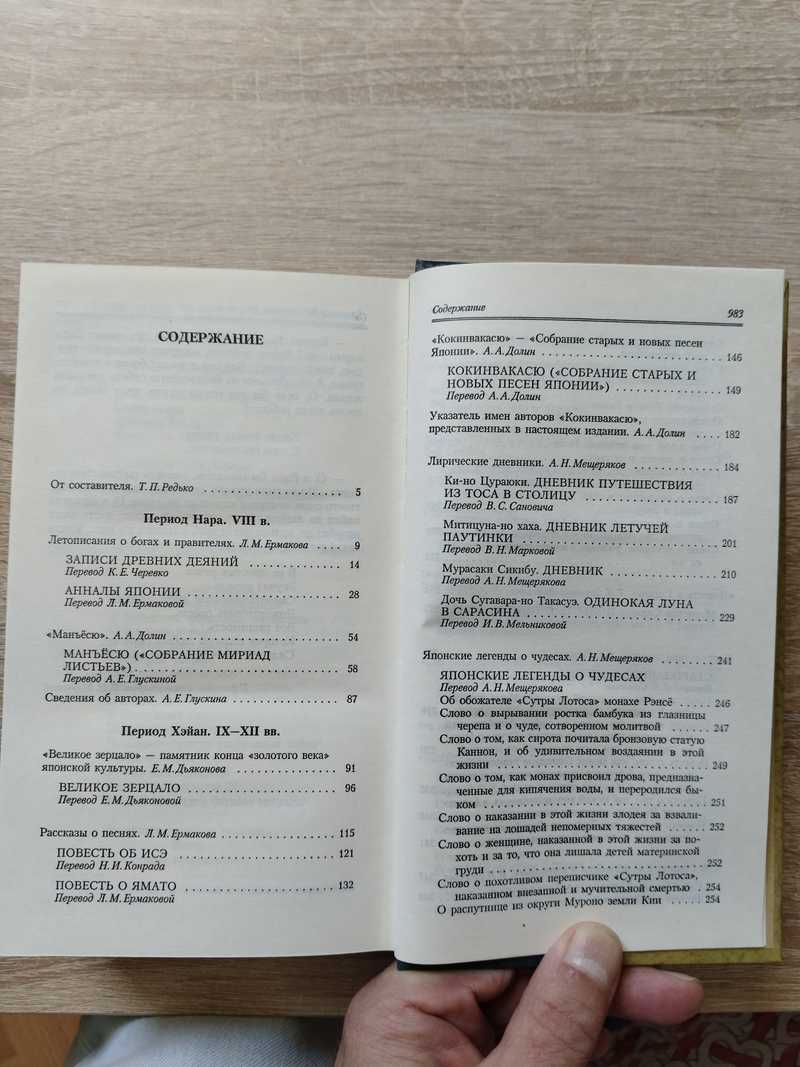 СОДЕРЖАНИЕ
От составителя. Т. П. Редько .................... 5
Период Нара. VIII в.
Летописания о богах и правителях. Л. М. Ермакова .... 9
ЗАПИСИ ДРЕВНИХ ДЕЯНИЙ ............... 14
Перевод К. Е. Черевко
АННАЛЫ ЯПОНИИ .................... 28
Перевод Л. М. Ермаковой
«Манъёсю». А. А. Долин ........................ 54
МАНЪЁСЮ («СОБРАНИЕ МИРИАД
ЛИСТЬЕВ») ............................ 58
Перевод А. Е. Глускиной
Сведения об авторах. А. Е. Глускина ................ 87
Период Хэйан. IX—XII вв.
«Великое зерцало» — памятник конца «золотого века»
японской культуры. Е. М. Дьяконова ............... 91
ВЕЛИКОЕ ЗЕРЦАЛО ..................... 96
Перевод Е. М. Дьяконовой
Рассказы о песнях. Л. М. Ермакова ................. 115
ПОВЕСТЬ ОБ ИСЭ ....................... 121
Перевод Н. И. Конрада
ПОВЕСТЬ О ЯМАТО ...................... 132
Перевод Л. М. Ермаковой
Содержание 983
«Кокинвакасю» — «Собрание старых и новых песен
Японии». А. А. Долин ........................... 146
КОКИНВАКАСЮ («СОБРАНИЕ СТАРЫХ И
НОВЫХ ПЕСЕН ЯПОНИИ») ................ 149
Перевод А. А. Долин
Указатель имен авторов «Кокинвакасю»,
представленных в настоящем издании. А. А. Долин .... 182
Лирические дневники. А. Н. Мещеряков ............. 184
Ки-но Цураюки. ДНЕВНИК ПУТЕШЕСТВИЯ
ИЗ ТОСА В СТОЛИЦУ .................... 187
Перевод В. С. Сановича
Митицуна-но хаха. ДНЕВНИК ЛЕТУЧЕЙ
ПАУТИНКИ ............................ 201
Перевод В. Н. Марковой
Мурасаки Сикибу. ДНЕВНИК ............... 210
Перевод А. Н. Мещерякова
Дочь Сугавара-но Такасуэ. ОДИНОКАЯ ЛУНА
В САРАСИНА ........................... 229
Перевод И. В. Мельниковой
Японские легенды о чудесах. А. Н. Мещеряков ........ 241
ЯПОНСКИЕ ЛЕГЕНДЫ О ЧУДЕСАХ
Перевод А. Н. Мещерякова
Об обожателе «Сутры Лотоса» монахе Рэнсё .... 246
Слово о вырывании ростка бамбука из глазницы
черепа и о чуде, сотворенном молитвой ...... 247
Слово о том, как сирота почитала бронзовую статую
Каннон, и об удивительном воздаянии в этой
жизни .............................. 249
Слово о том, как монах присвоил дрова, предназна-
ченные для кипячения воды, и переродился бы-
ком ................................ 251
Слово о наказании в этой жизни злодея за взвали-
вание на лошадей непомерных тяжестей ...... 252
Слово о женщине, наказанной в этой жизни за по-
хоть и за то, что она лишала детей материнской
груди ............................... 252
Слово о похотливом переписчике «Сутры Лотоса»,
наказанном внезапной и мучительной смертью . 254
О распутнице из округи Муроно земли Кии ..... 254